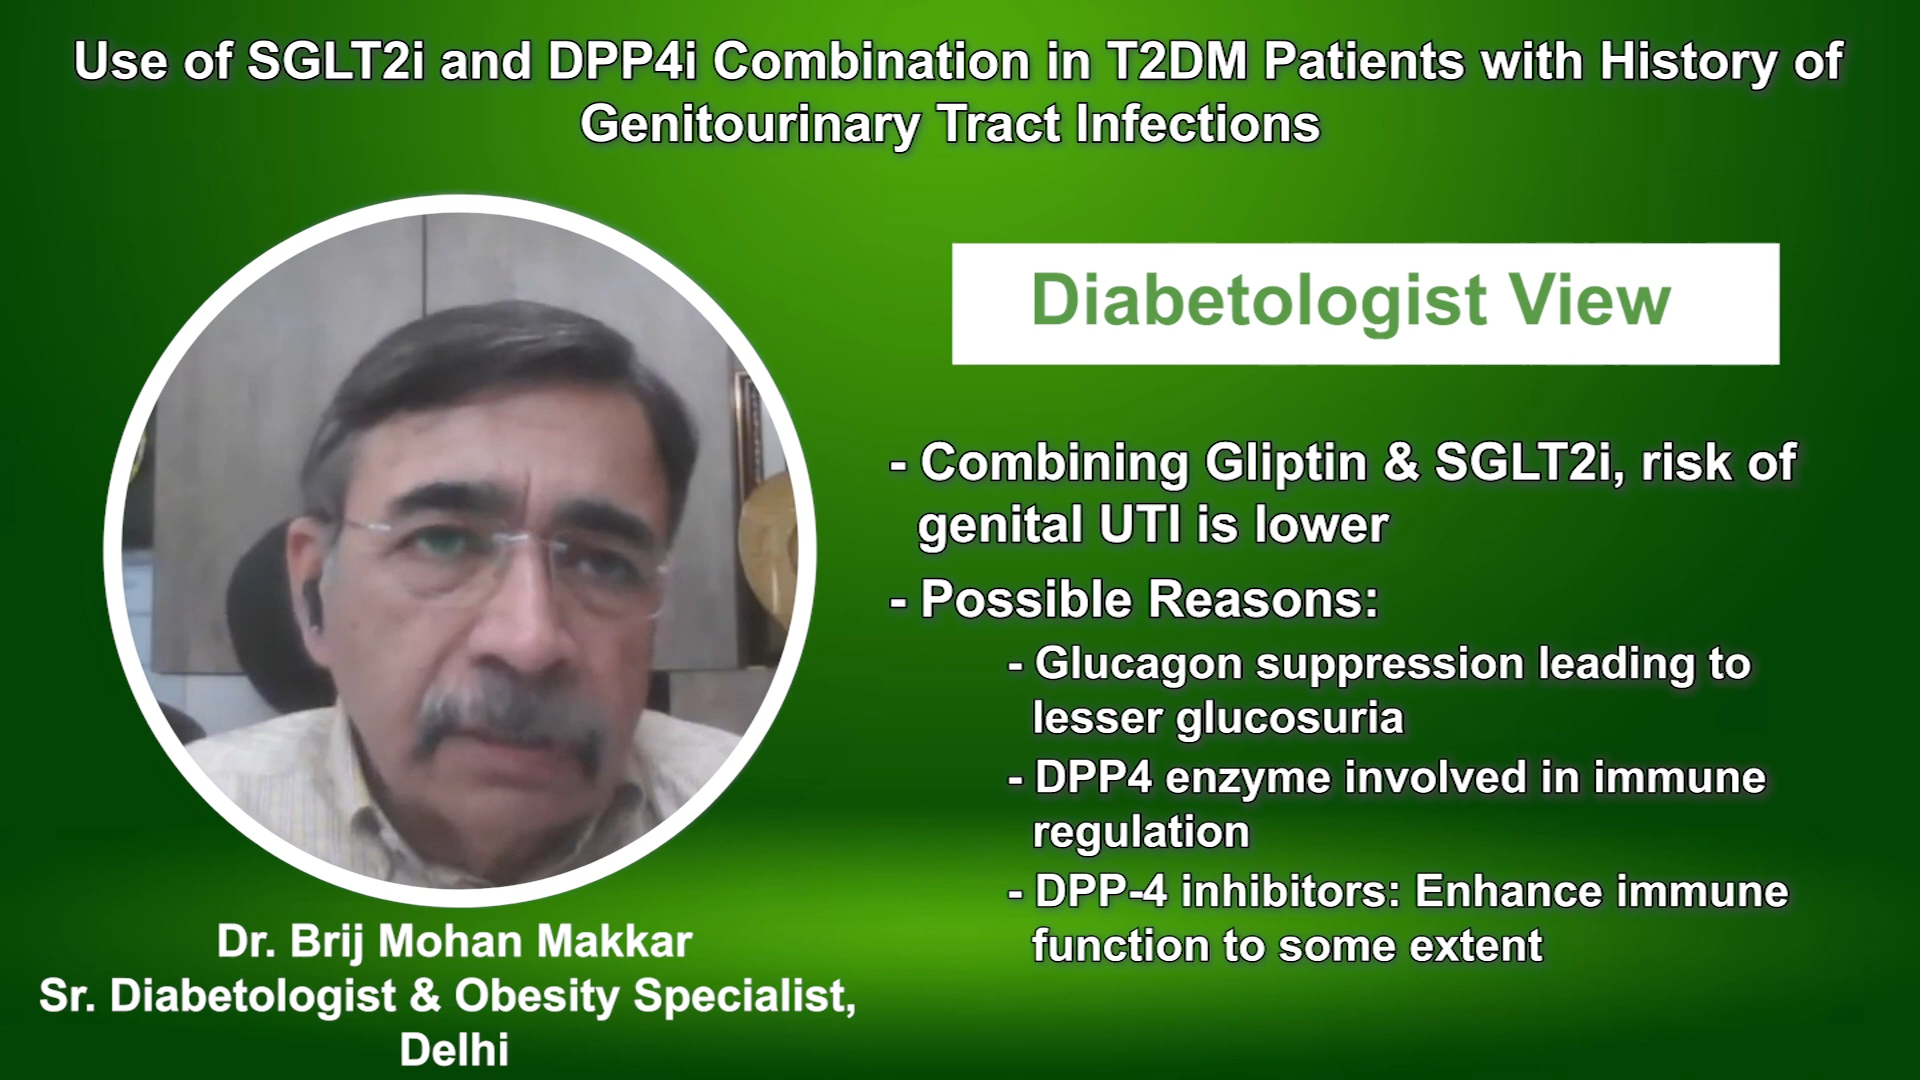 Use of SGLT2i and DPP4i Combination in T2DM Patients with History of
Genitourinary Tract Infections
Diabetologist View
- Combining Gliptin & SGLT2i, risk of
genital UTI is lower
- Possible Reasons:
- Glucagon suppression leading to
lesser glucosuria
- DPP4 enzyme involved in immune
regulation
- DPP-4 inhibitors: Enhance immune
function to some extent
Dr. Brij Mohan Makkar
Sr. Diabetologist & Obesity Specialist,
Delhi